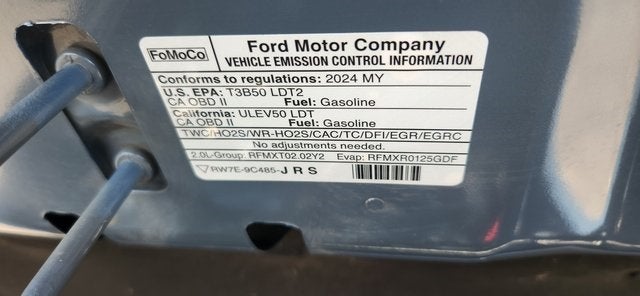 FoMoCo
Ford Motor Company
VEHICLE EMISSION CONTROL INFORMATION
Conforms to regulations: 2024 MY
U.S. EPA: T3B50 LDT2
CA OBD II Fuel: Gasoline
California: ULEV50 LDT
CA OBD II Fuel: Gasoline
TWC/HO2S/WR-HO2S/CAC/TC/DFI/EGR/EGRC
No adjustments needed.
2.0L-Group: RFMXT02.02Y2 Evap: RFMXR0125GDF
RW7E-9C485-JRS